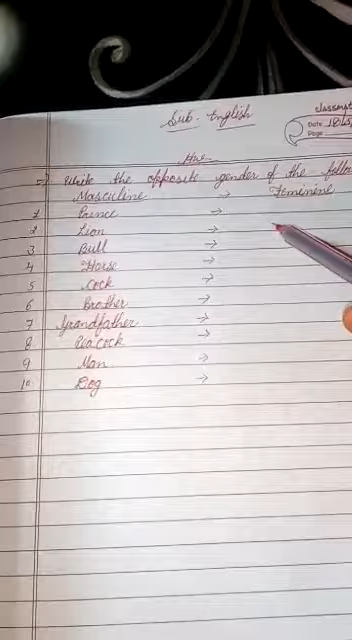 Sub - English
Classmate
Date
Page
H.w.
Write the opposite gender of the follo
Masculine → Feminine
1 Prince →
2 Lion →
3 Bull →
4 Horse →
5 Cock →
6 Brother →
7 Grandfather →
8 Peacock →
9 Man →
10 Dog →